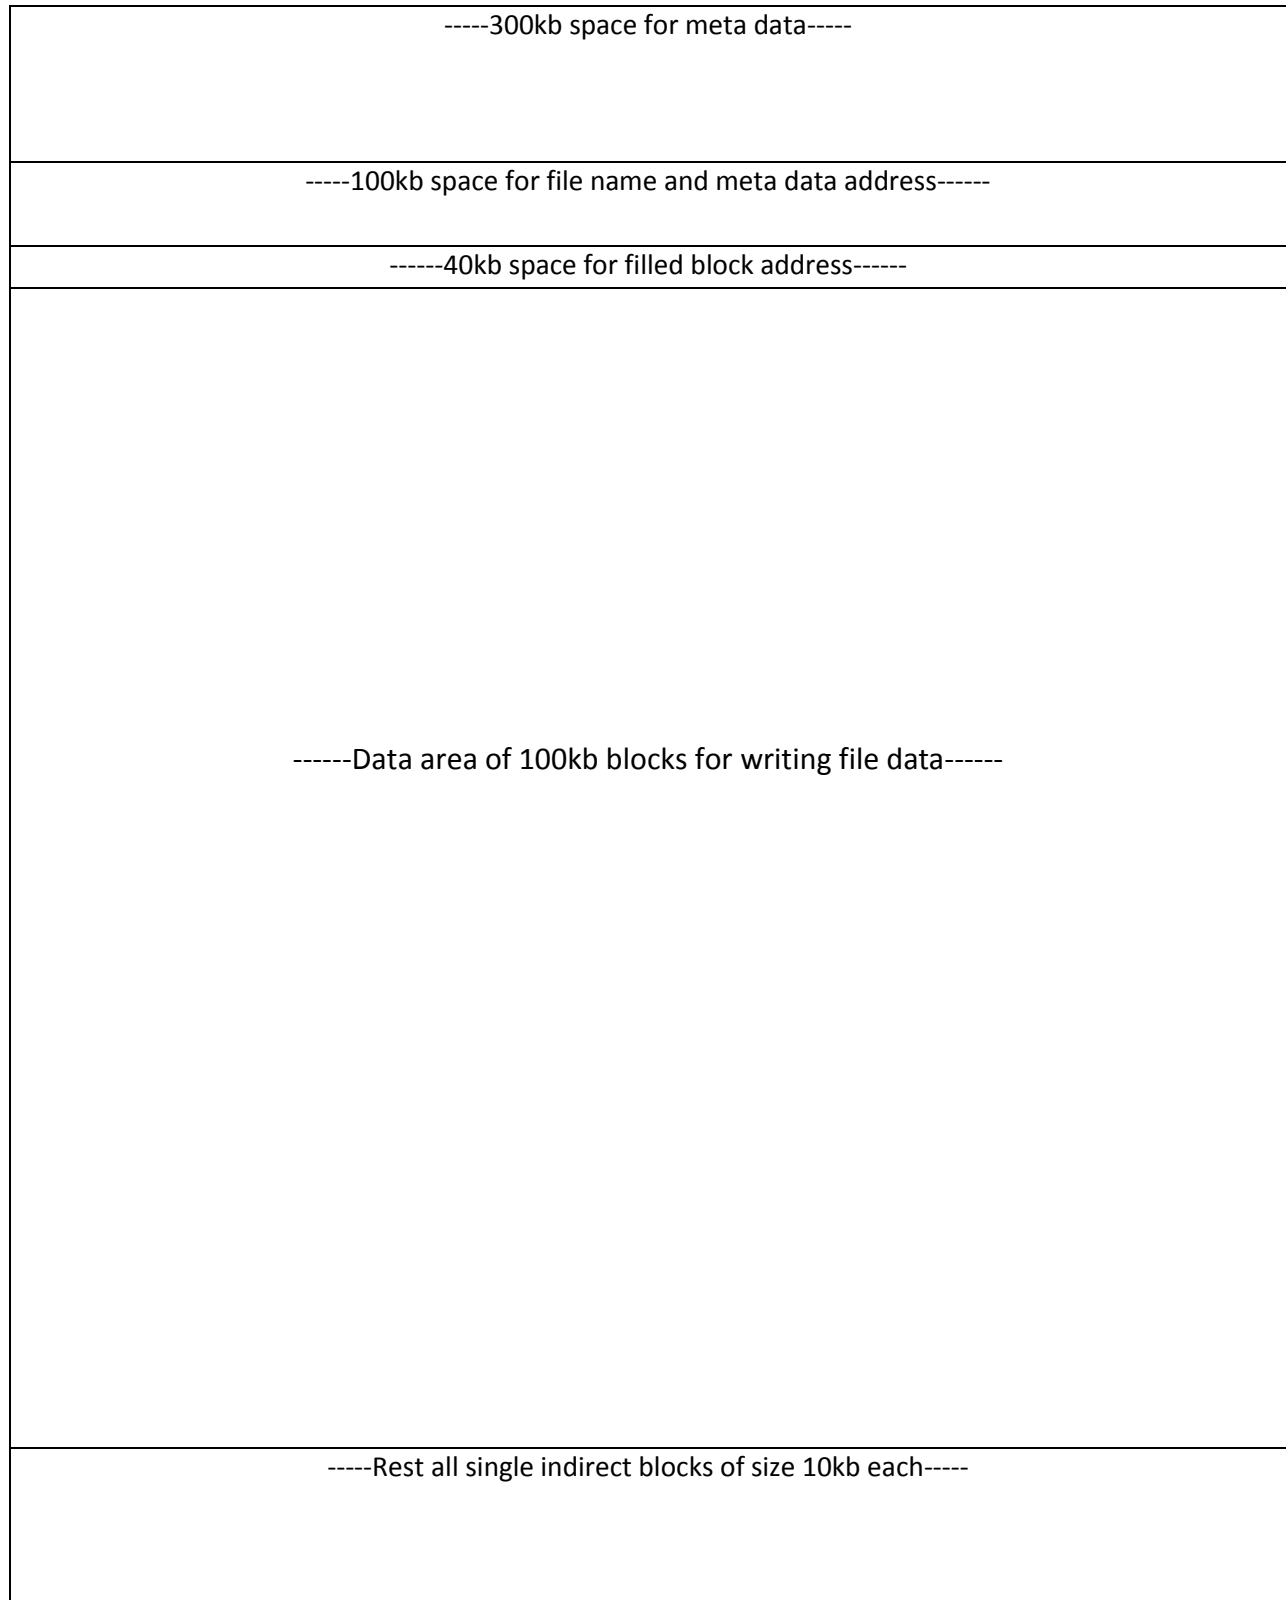 -----300kb space for meta data-----
-----100kb space for file name and meta data address------
------40kb space for filled block address------
------Data area of 100kb blocks for writing file data------
-----Rest all single indirect blocks of size 10kb each-----